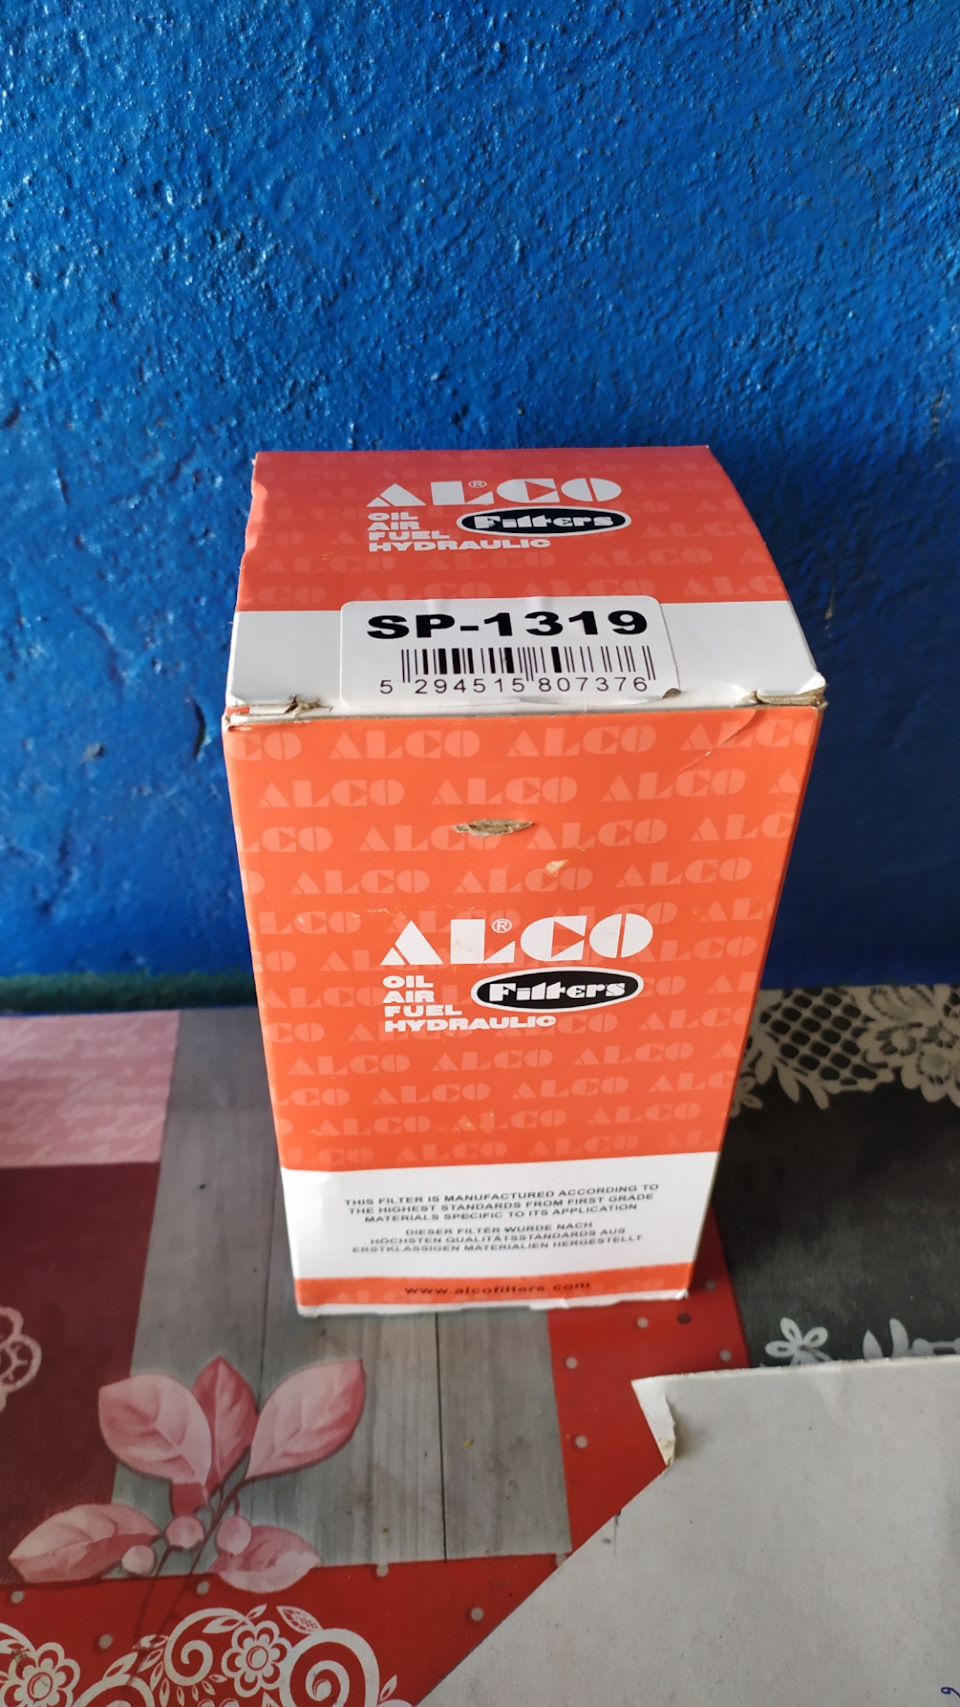 ALCO®
OIL
AIR
FUEL
HYDRAULIC
Filters
SP-1319
5 294515 807376
ALCO®
OIL
AIR
FUEL
HYDRAULIC
Filters
THIS FILTER IS MANUFACTURED ACCORDING TO
THE HIGHEST STANDARDS FROM FIRST GRADE
MATERIALS SPECIFIC TO ITS APPLICATION
DIESER FILTER WURDE NACH
HÖCHSTEN QUALITÄTSSTANDARDS AUS
ERSTKLASSIGEN MATERIALIEN HERGESTELLT
www.alcofilters.com